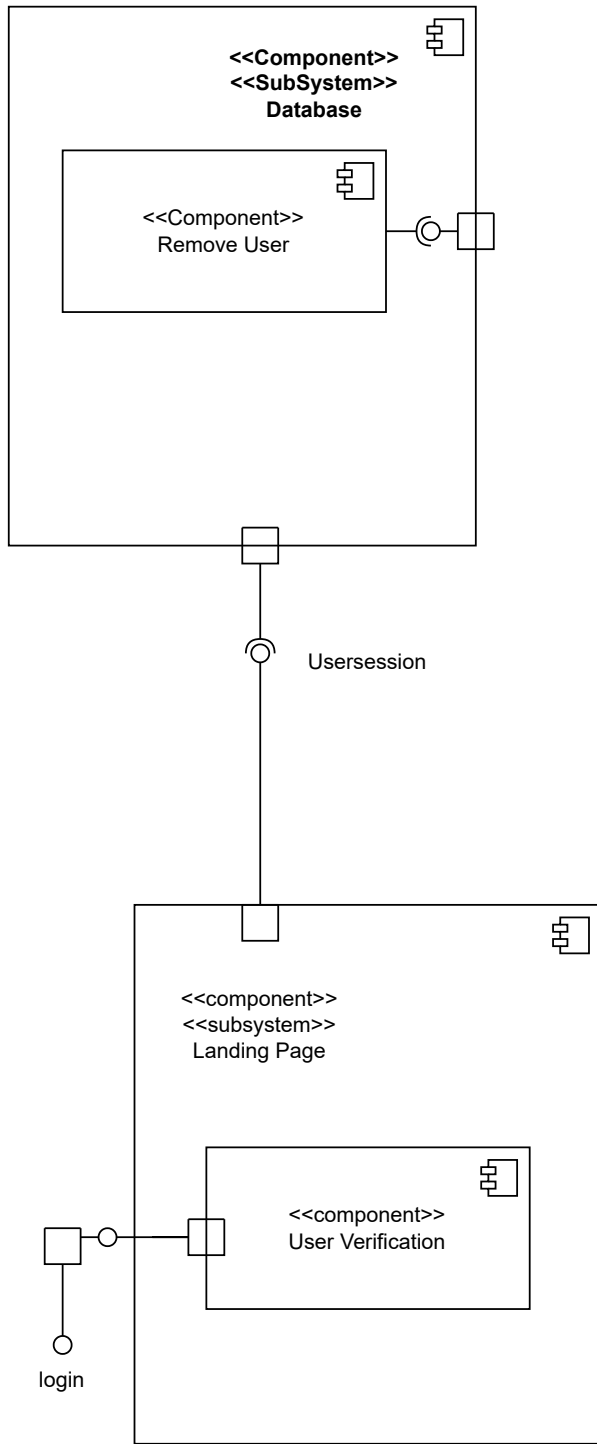 <<Component>>
<<SubSystem>>
Database
<<Component>>
Remove User
Usersession
<<component>>
<<subsystem>>
Landing Page
<<component>>
User Verification
login